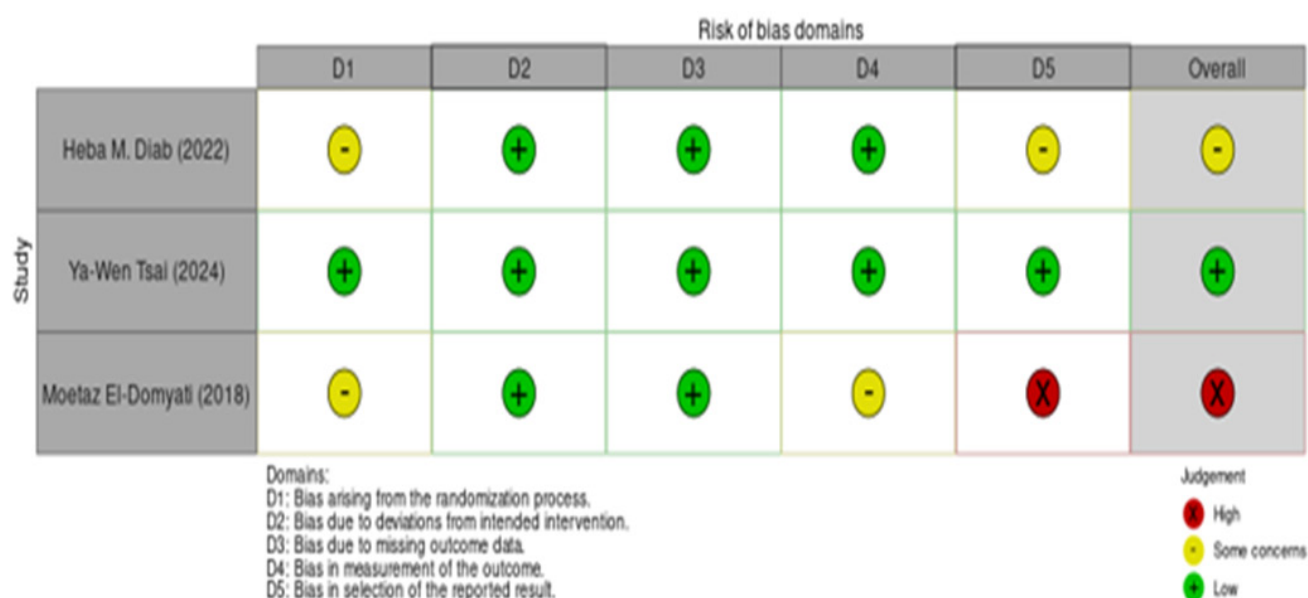 Risk of bias domains
D1 D2 D3 D4 D5 Overall
Study
Heba M. Diab (2022) - + + + - -
Ya-Wen Tsai (2024) + + + + + +
Moetaz El-Domyati (2018) - + + - X X
Domains:
D1: Bias arising from the randomization process.
D2: Bias due to deviations from intended intervention.
D3: Bias due to missing outcome data.
D4: Bias in measurement of the outcome.
D5: Bias in selection of the reported result.
Judgement
X High
- Some concerns
+ Low